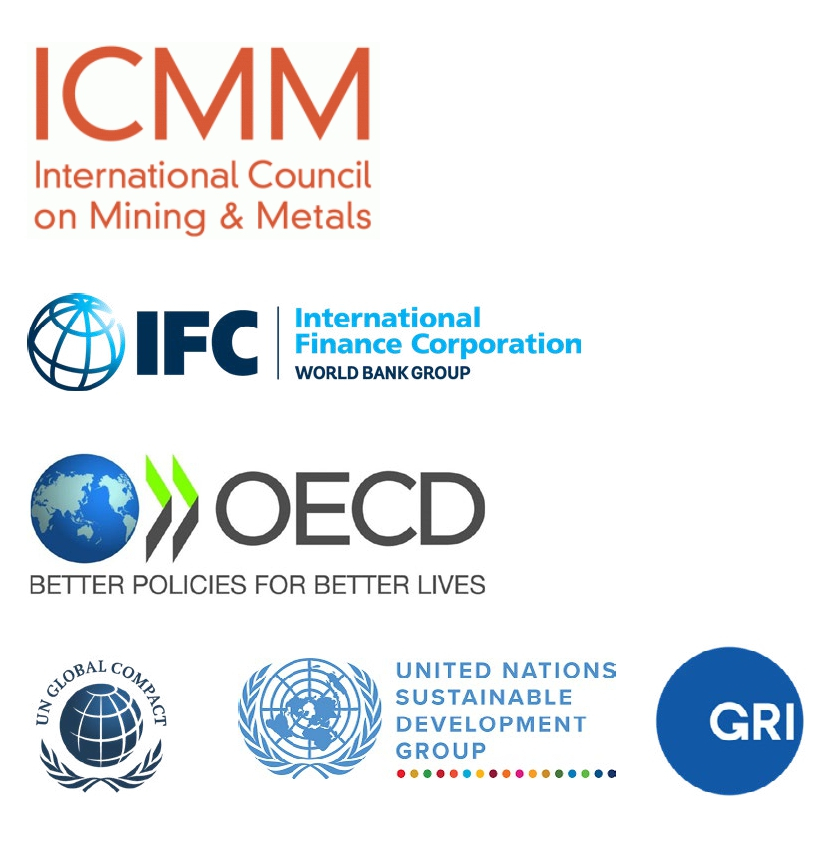 ICMM
International Council
on Mining & Metals
IFC
International
Finance Corporation
WORLD BANK GROUP
OECD
BETTER POLICIES FOR BETTER LIVES
UN GLOBAL COMPACT
UNITED NATIONS
SUSTAINABLE
DEVELOPMENT
GROUP
GRI